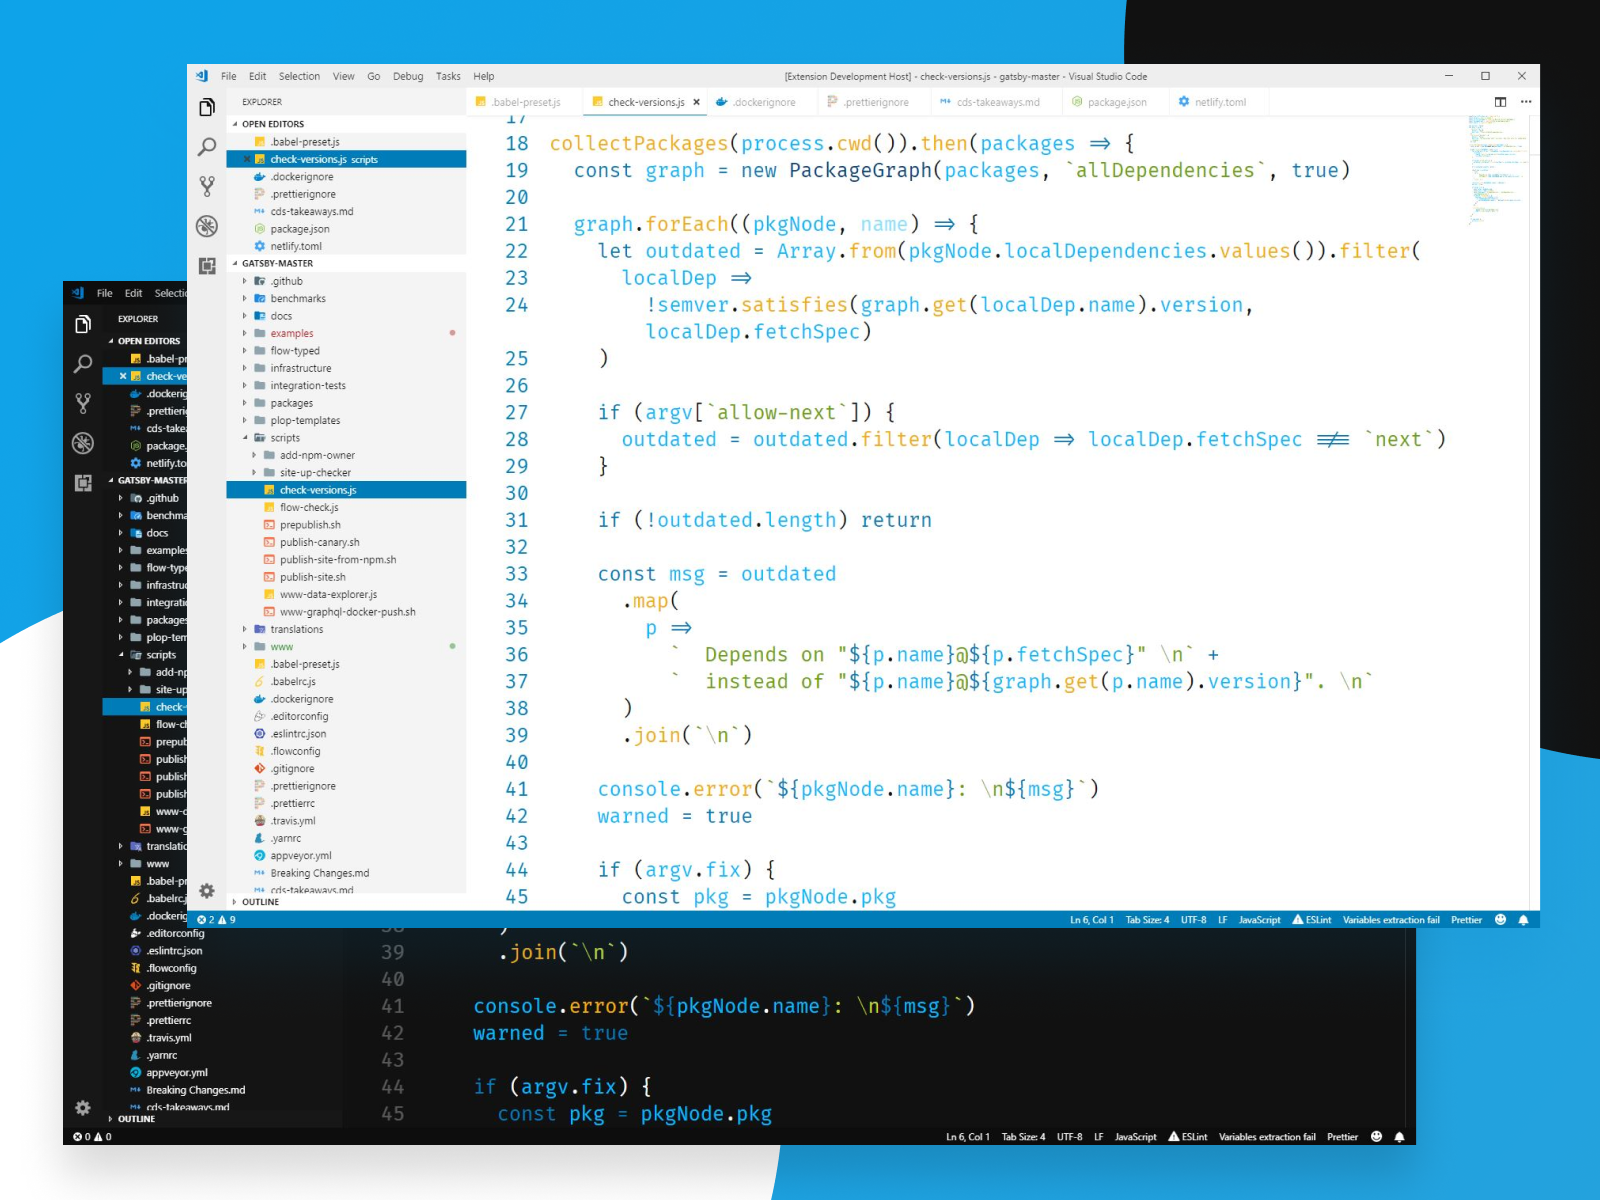 File Edit Selection View Go Debug Tasks Help
[Extension Development Host] - check-versions.js - gatsby-master - Visual Studio Code
EXPLORER
OPEN EDITORS
.babel-preset.js
check-versions.js scripts
.dockerignore
.prettierignore
cds-takeaways.md
package.json
netlify.toml
GATSBY-MASTER
.github
benchmarks
docs
examples
flow-typed
infrastructure
integration-tests
packages
plop-templates
scripts
add-npm-owner
site-up-checker
check-versions.js
flow-check.js
prepublish.sh
publish-canary.sh
publish-site-from-npm.sh
publish-site.sh
www-data-explorer.js
www-graphql-docker-push.sh
translations
www
.babel-preset.js
.babelrc.js
.dockerignore
.editorconfig
.eslintrc.json
.flowconfig
.gitignore
.prettierignore
.prettierrc
.travis.yml
.yarnrc
appveyor.yml
Breaking Changes.md
cds-takeaways.md
OUTLINE
.babel-preset.js check-versions.js .dockerignore .prettierignore cds-takeaways.md package.json netlify.toml
17
18 collectPackages(process.cwd()).then(packages => {
19 const graph = new PackageGraph(packages, `allDependencies`, true)
20
21 graph.forEach((pkgNode, name) => {
22 let outdated = Array.from(pkgNode.localDependencies.values()).filter(
23 localDep =>
24 !semver.satisfies(graph.get(localDep.name).version,
localDep.fetchSpec)
25 )
26
27 if (argv[`allow-next`]) {
28 outdated = outdated.filter(localDep => localDep.fetchSpec !== `next`)
29 }
30
31 if (!outdated.length) return
32
33 const msg = outdated
34 .map(
35 p =>
36 ` Depends on "${p.name}@${p.fetchSpec}" \n` +
37 ` instead of "${p.name}@${graph.get(p.name).version}". \n`
38 )
39 .join(`\n`)
40
41 console.error(`${pkgNode.name}: \n${msg}`)
42 warned = true
43
44 if (argv.fix) {
45 const pkg = pkgNode.pkg
2 9
Ln 6, Col 1 Tab Size: 4 UTF-8 LF JavaScript ESLint Variables extraction fail Prettier
File Edit Selectio
EXPLORER
OPEN EDITORS
.babel-pr
check-ve
.dockerig
.prettierig
cds-takea
package.
netlify.to
GATSBY-MASTER
.github
benchma
docs
examples
flow-type
infrastruc
integratio
packages
plop-tem
scripts
add-np
site-up
check-v
flow-ch
prepub
publish
publish
publish
www-d
www-g
translatio
www
.babel-pr
.babelrc.j
.dockerig
.editorconfig
.eslintrc.json
.flowconfig
.gitignore
.prettierignore
.prettierrc
.travis.yml
.yarnrc
appveyor.yml
Breaking Changes.md
cds-takeaways.md
OUTLINE
38 )
39 .join(`\n`)
40
41 console.error(`${pkgNode.name}: \n${msg}`)
42 warned = true
43
44 if (argv.fix) {
45 const pkg = pkgNode.pkg
0 0
Ln 6, Col 1 Tab Size: 4 UTF-8 LF JavaScript ESLint Variables extraction fail Prettier